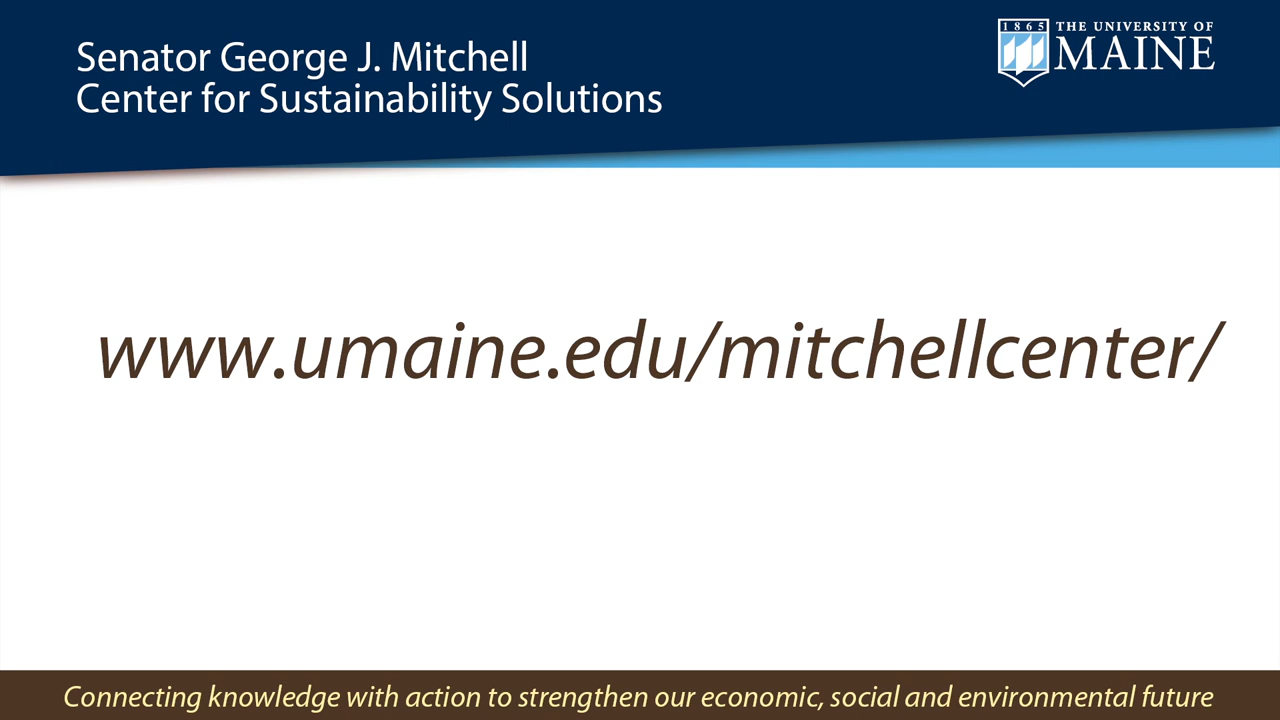 Senator George J. Mitchell
Center for Sustainability Solutions
1865
THE UNIVERSITY OF
MAINE
www.umaine.edu/mitchellcenter/
Connecting knowledge with action to strengthen our economic, social and environmental future